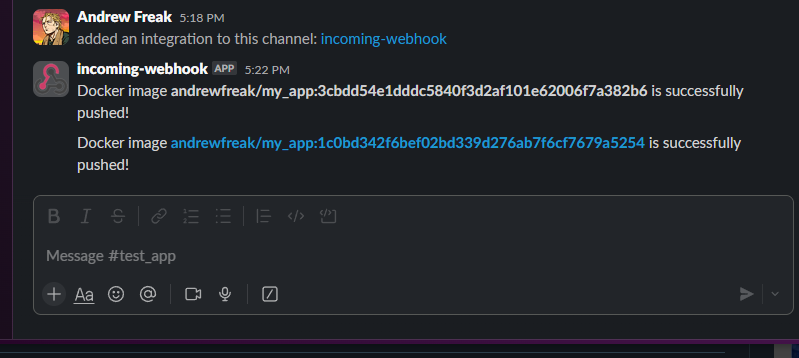 Andrew Freak 5:18 PM
added an integration to this channel: incoming-webhook
incoming-webhook APP 5:22 PM
Docker image andrewfreak/my_app:3cbdd54e1dddc5840f3d2af101e62006f7a382b6 is successfully
pushed!
Docker image andrewfreak/my_app:1c0bd342f6bef02bd339d276ab7f6cf7679a5254 is successfully
pushed!
B I S
Message #test_app
Aa